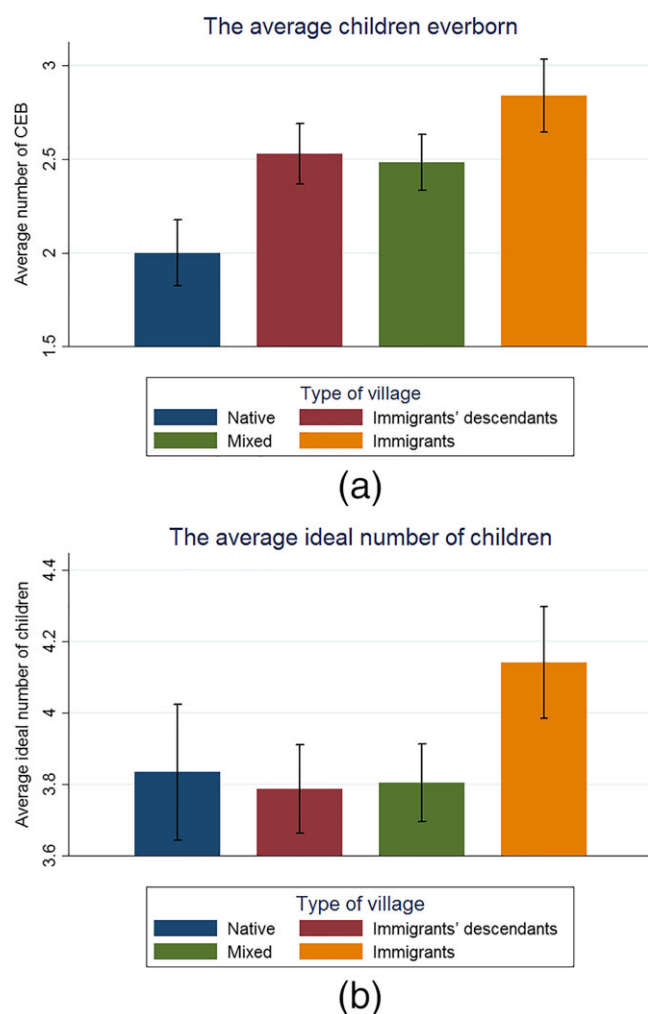 The average children everborn
Average number of CEB
3
2.5
2
1.5
Type of village
Native Immigrants' descendants
Mixed Immigrants
(a)
The average ideal number of children
Average ideal number of children
4.4
4.2
4
3.8
3.6
Type of village
Native Immigrants' descendants
Mixed Immigrants
(b)